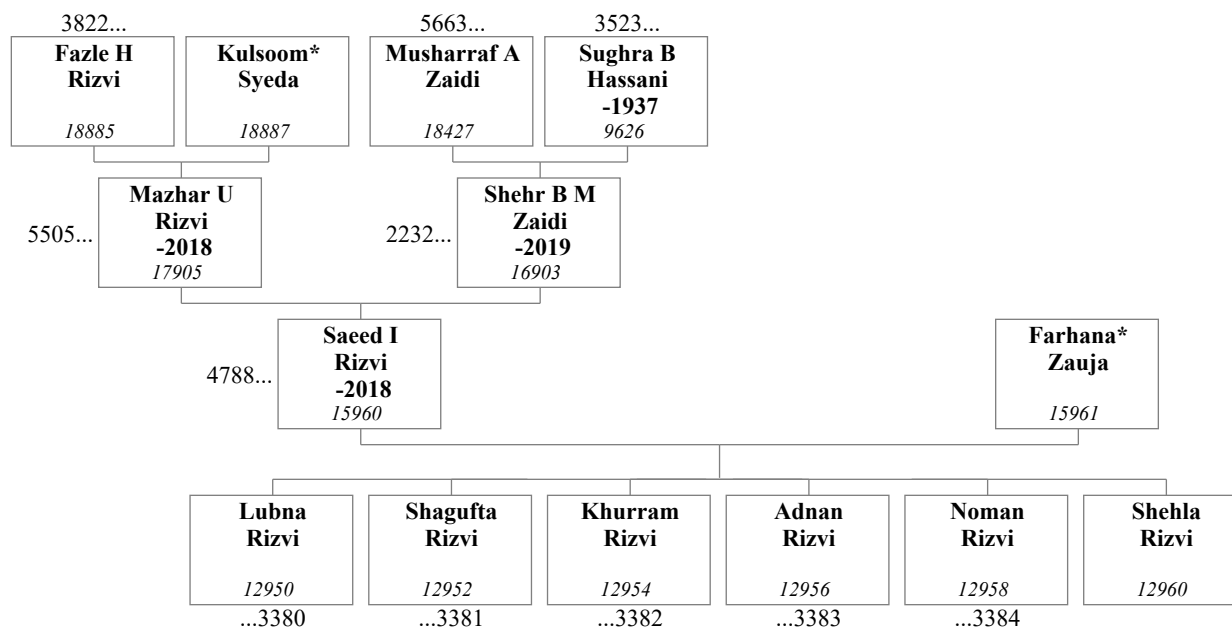 3822...
5663...
3523...
Fazle H
Rizvi
18885
Kulsoom*
Syeda
18887
Musharraf A
Zaidi
18427
Sughra B
Hassani
-1937
9626
5505...
Mazhar U
Rizvi
-2018
17905
2232...
Shehr B M
Zaidi
-2019
16903
4788...
Saeed I
Rizvi
-2018
15960
Farhana*
Zauja
15961
Lubna
Rizvi
12950
...3380
Shagufta
Rizvi
12952
...3381
Khurram
Rizvi
12954
...3382
Adnan
Rizvi
12956
...3383
Noman
Rizvi
12958
...3384
Shehla
Rizvi
12960